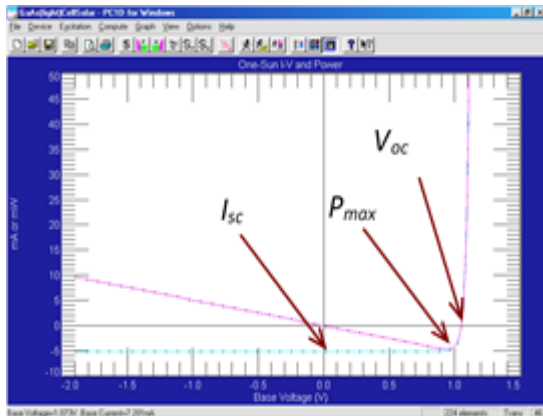 GaAs(light)CellSolar - PC1D for Windows
File Device Excitation Compute Graph View Options Help
One-Sun I-V and Power
50
45
40
35
30
25
20
15
10
5
0
-5
-10
mA or mW
Voc
Isc
Pmax
-2.0 -1.5 -1.0 -0.5 0.0 0.5 1.0 1.5
Base Voltage (V)
224 elements